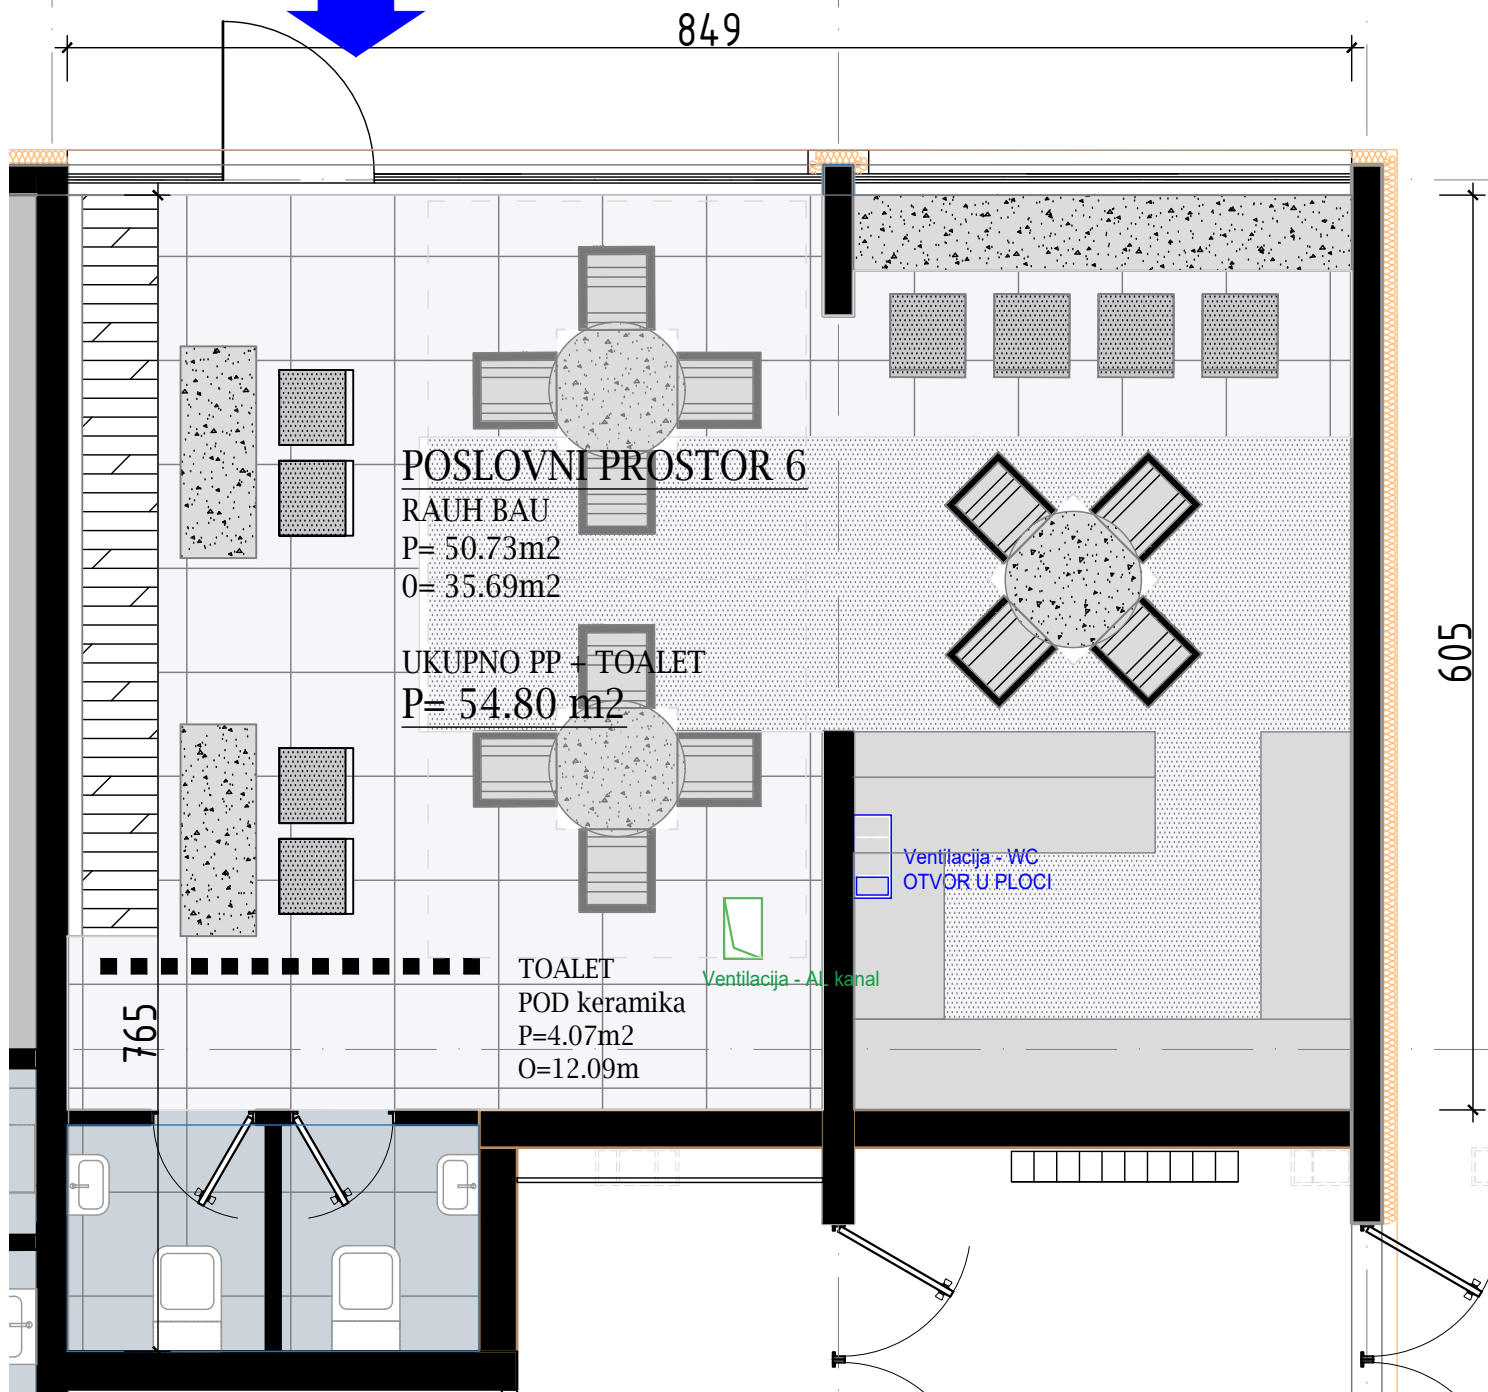 849
POSLOVNI PROSTOR 6
RAUH BAU
P= 50.73m2
0= 35.69m2
UKUPNO PP + TOALET
P= 54.80 m2
605
Ventilacija - WC
OTVOR U PLOCI
Ventilacija - AL kanal
TOALET
POD keramika
P=4.07m2
O=12.09m
765